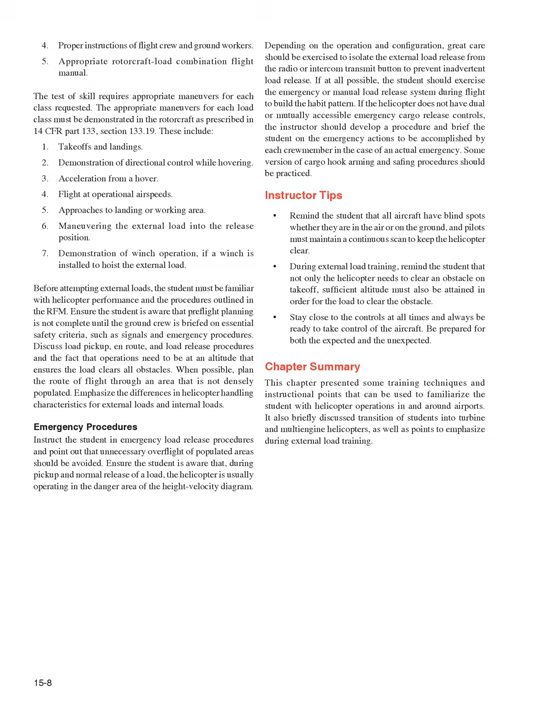 4. Proper instructions of flight crew and ground workers.
5. Appropriate rotorcraft-load combination flight
manual.
The test of skill requires appropriate maneuvers for each
class requested. The appropriate maneuvers for each load
class must be demonstrated in the rotorcraft as prescribed in
14 CFR part 133, section 133.19. These include:
1. Takeoffs and landings.
2. Demonstration of directional control while hovering.
3. Acceleration from a hover.
4. Flight at operational airspeeds.
5. Approaches to landing or working area.
6. Maneuvering the external load into the release
position.
7. Demonstration of winch operation, if a winch is
installed to hoist the external load.
Before attempting external loads, the student must be familiar
with helicopter performance and the procedures outlined in
the RFM. Ensure the student is aware that preflight planning
is not complete until the ground crew is briefed on essential
safety criteria, such as signals and emergency procedures.
Discuss load pickup, en route, and load release procedures
and the fact that operations need to be at an altitude that
ensures the load clears all obstacles. When possible, plan
the route of flight through an area that is not densely
populated. Emphasize the differences in helicopter handling
characteristics for external loads and internal loads.
Emergency Procedures
Instruct the student in emergency load release procedures
and point out that unnecessary overflight of populated areas
should be avoided. Ensure the student is aware that, during
pickup and normal release of a load, the helicopter is usually
operating in the danger area of the height-velocity diagram.
Depending on the operation and configuration, great care
should be exercised to isolate the external load release from
the radio or intercom transmit button to prevent inadvertent
load release. If at all possible, the student should exercise
the emergency or manual load release system during flight
to build the habit pattern. If the helicopter does not have dual
or mutually accessible emergency cargo release controls,
the instructor should develop a procedure and brief the
student on the emergency actions to be accomplished by
each crewmember in the case of an actual emergency. Some
version of cargo hook arming and safing procedures should
be practiced.
Instructor Tips
• Remind the student that all aircraft have blind spots
whether they are in the air or on the ground, and pilots
must maintain a continuous scan to keep the helicopter
clear.
• During external load training, remind the student that
not only the helicopter needs to clear an obstacle on
takeoff, sufficient altitude must also be attained in
order for the load to clear the obstacle.
• Stay close to the controls at all times and always be
ready to take control of the aircraft. Be prepared for
both the expected and the unexpected.
Chapter Summary
This chapter presented some training techniques and
instructional points that can be used to familiarize the
student with helicopter operations in and around airports.
It also briefly discussed transition of students into turbine
and multiengine helicopters, as well as points to emphasize
during external load training.
15-8